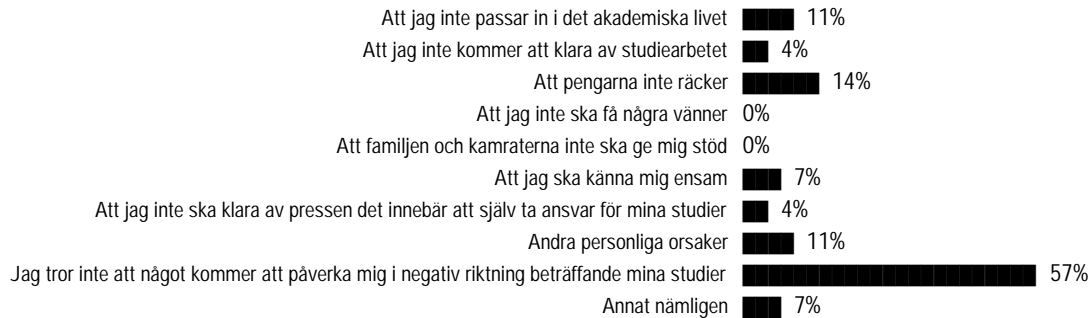 Att jag inte passar in i det akademiska livet 11%
Att jag inte kommer att klara av studiearbetet 4%
Att pengarna inte räcker 14%
Att jag inte ska få några vänner 0%
Att familjen och kamraterna inte ska ge mig stöd 0%
Att jag ska känna mig ensam 7%
Att jag inte ska klara av pressen det innebär att själv ta ansvar för mina studier 4%
Andra personliga orsaker 11%
Jag tror inte att något kommer att påverka mig i negativ riktning beträffande mina studier 57%
Annat nämligen 7%